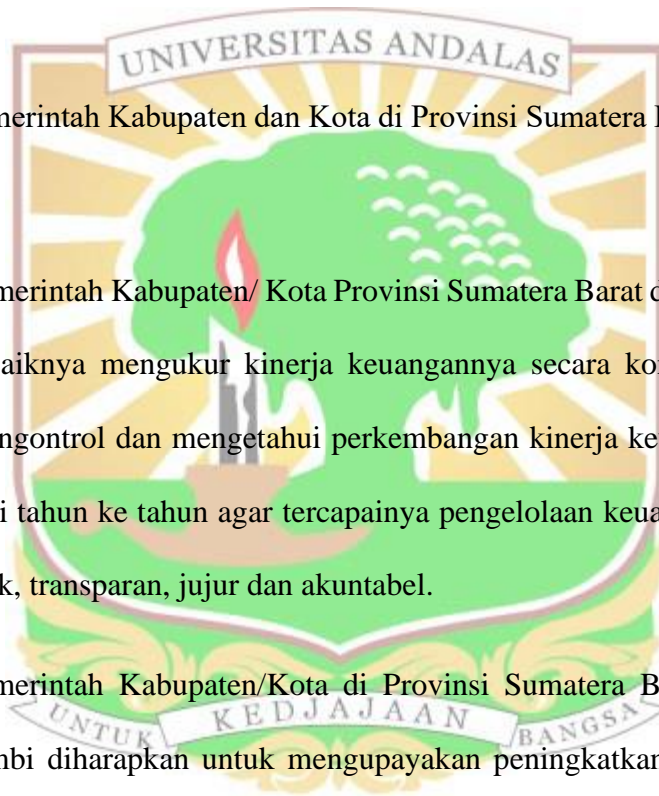 UNIVERSITAS ANDALAS
merintah Kabupaten dan Kota di Provinsi Sumatera
merintah Kabupaten/ Kota Provinsi Sumatera Barat d
aiknya mengukur kinerja keuangannya secara ko
ngontrol dan mengetahui perkembangan kinerja ke
i tahun ke tahun agar tercapainya pengelolaan keua
k, transparan, jujur dan akuntabel.
merintah Kabupaten/Kota di Provinsi Sumatera B
UNTUK KEDJAJAAN BANGSA
mbi diharapkan untuk mengupayakan peningkatkan